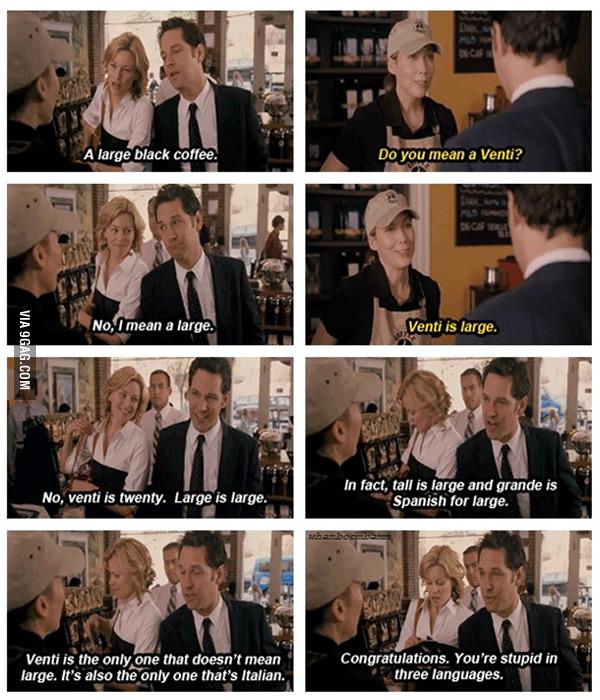 A large black coffee.
Do you mean a Venti?
No, I mean a large.
Venti is large.
VIA 9GAG.COM
No, venti is twenty.  Large is large.
In fact, tall is large and grande is
Spanish for large.
whamboombamm
Venti is the only one that doesn't mean
large. It's also the only one that's Italian.
Congratulations. You're stupid in
three languages.